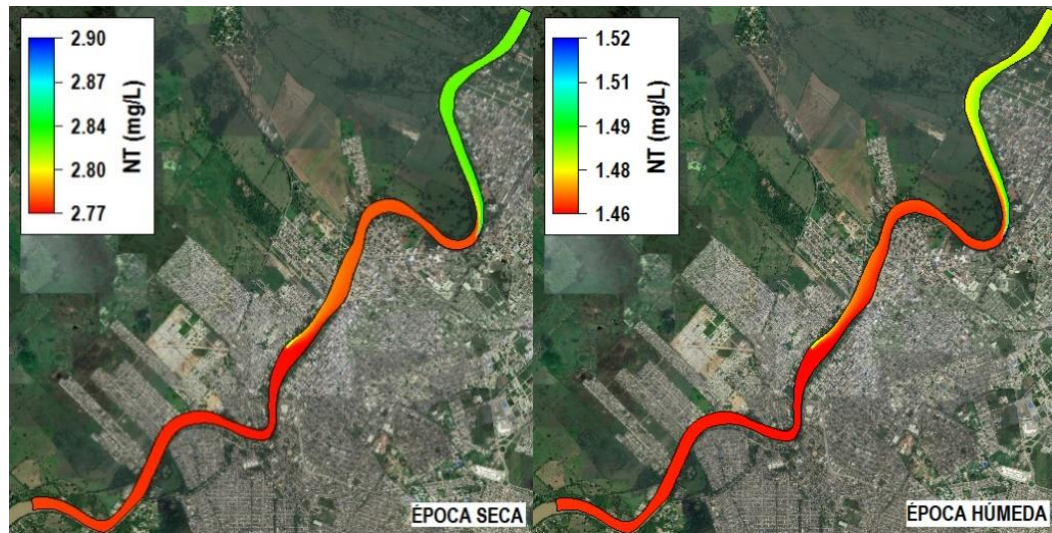 2.90
2.87
2.84
2.80
2.77
NT (mg/L)
ÉPOCA SECA
1.52
1.51
1.49
1.48
1.46
NT (mg/L)
ÉPOCA HÚMEDA